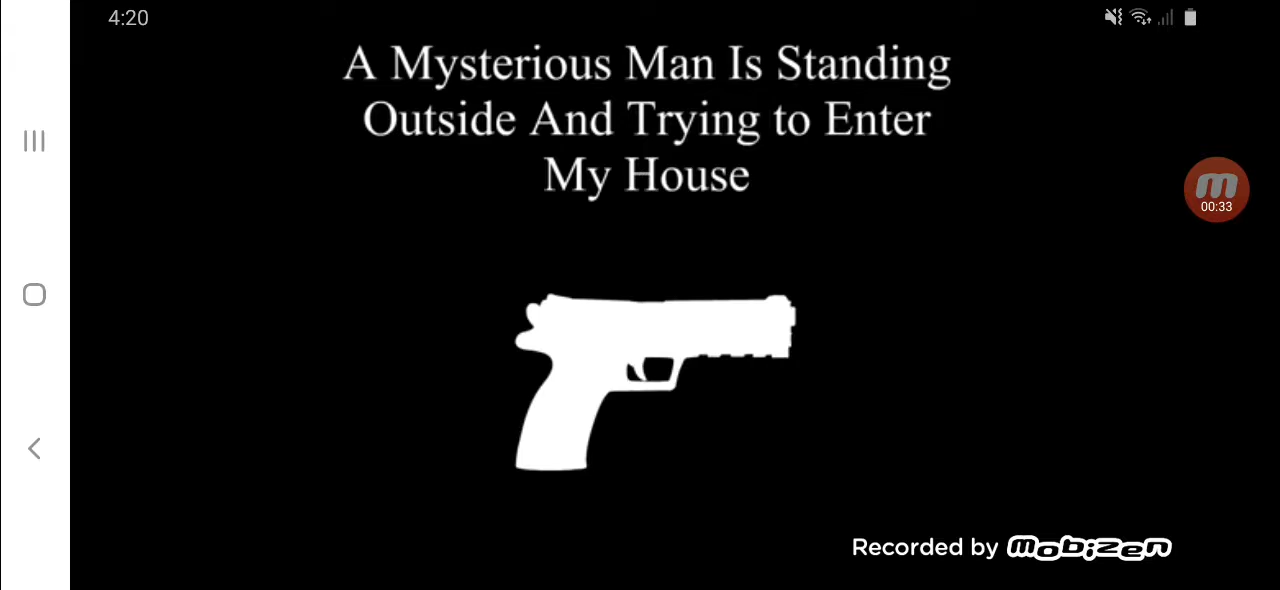 4:20
A Mysterious Man Is Standing
Outside And Trying to Enter
My House
m
00:33
Recorded by mobizen